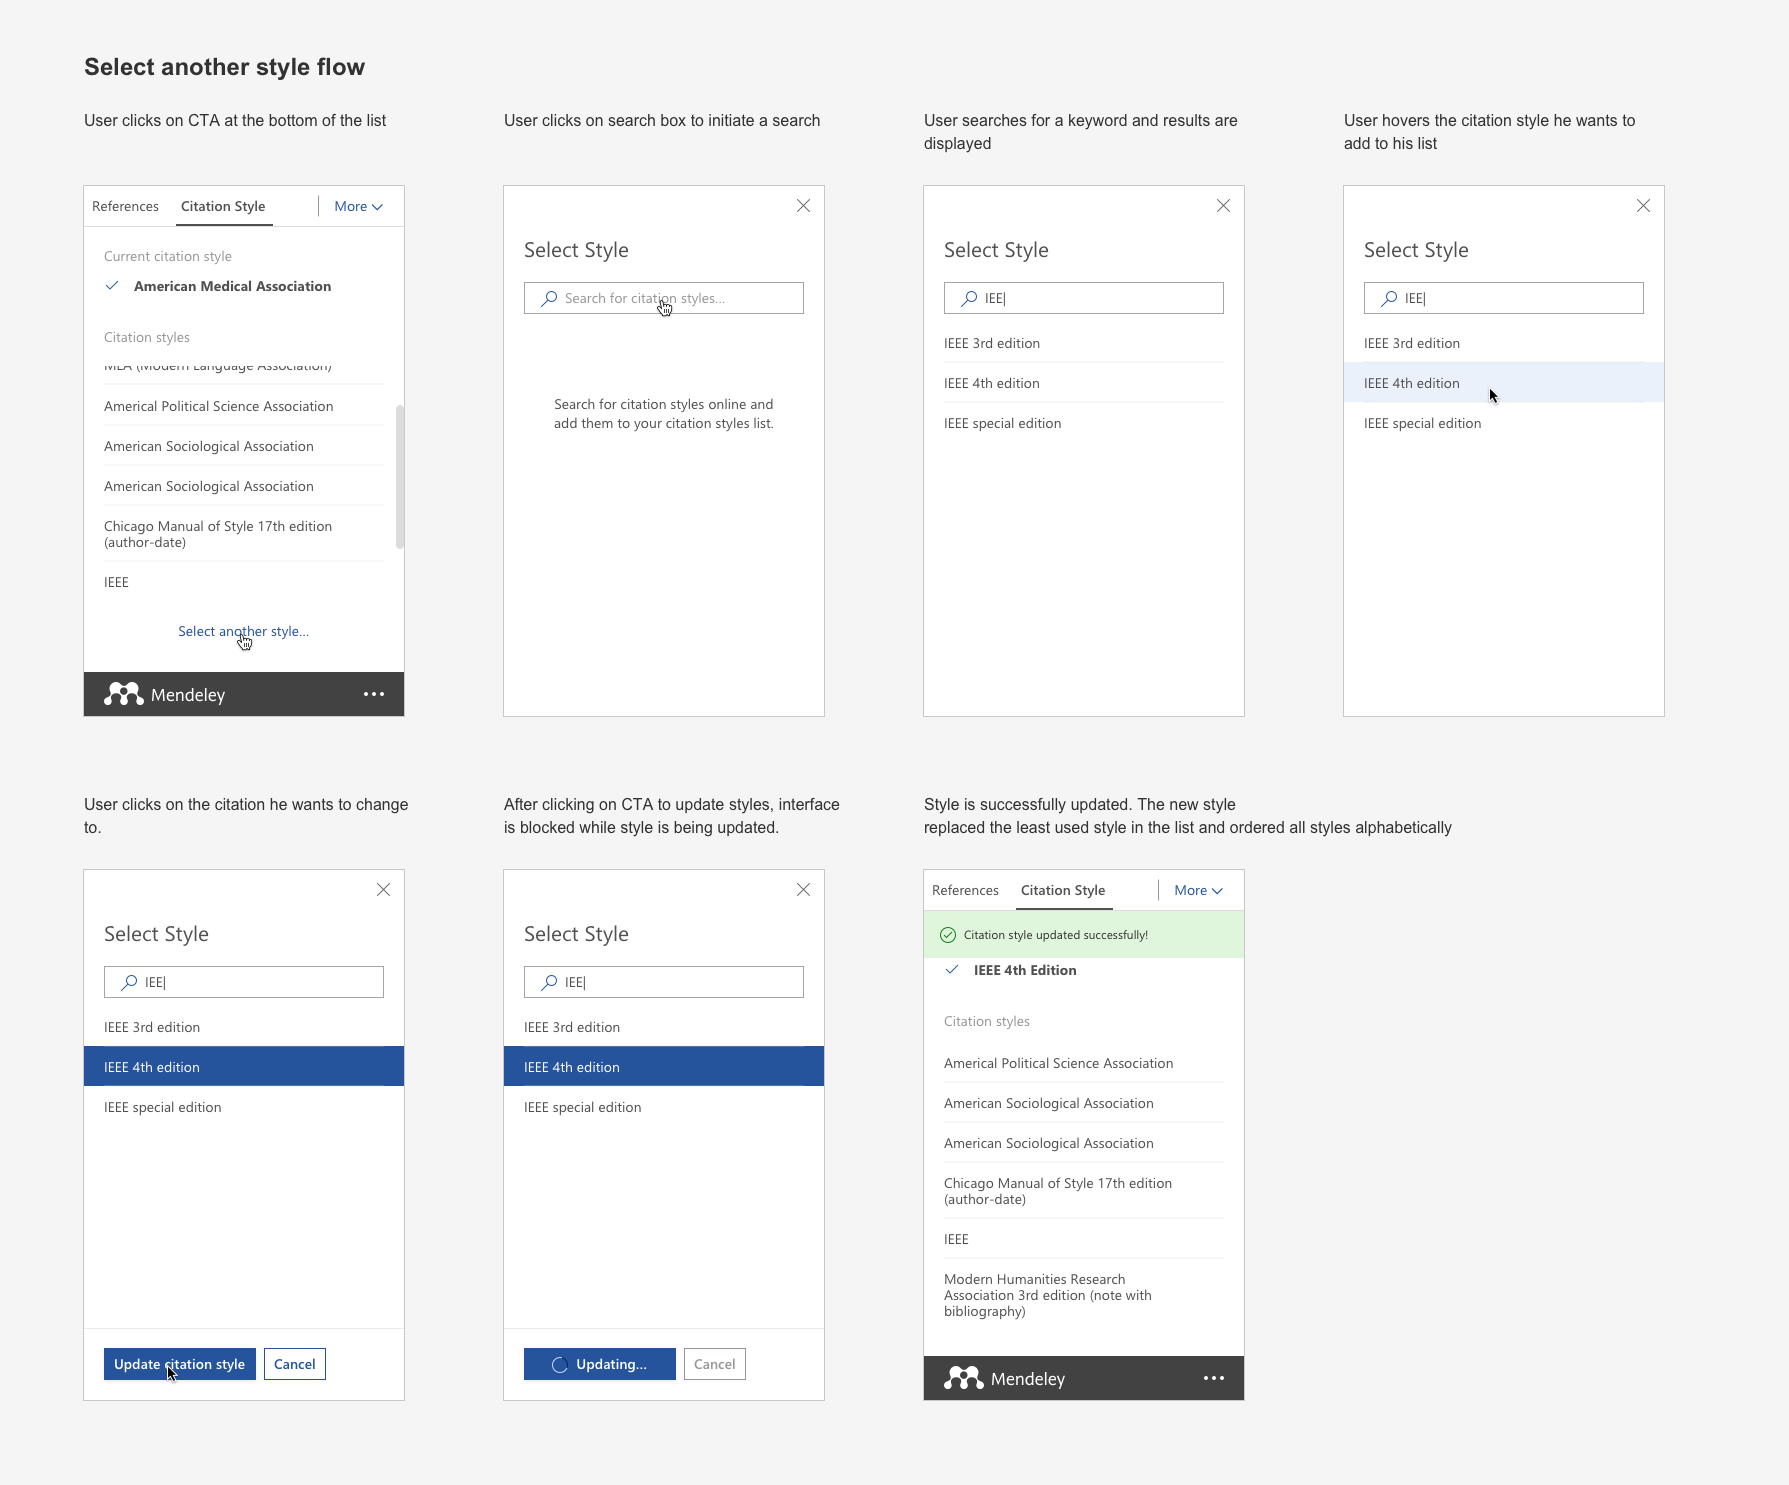 Select another style flow
User clicks on CTA at the bottom of the list
References
Citation Style
More
Current citation style
American Medical Association
Citation styles
MLA (Modern Language Association)
Americal Political Science Association
American Sociological Association
American Sociological Association
Chicago Manual of Style 17th edition
(author-date)
IEEE
Select another style...
Mendeley
User clicks on search box to initiate a search
Select Style
Search for citation styles...
Search for citation styles online and
add them to your citation styles list.
User searches for a keyword and results are
displayed
Select Style
IEE
IEEE 3rd edition
IEEE 4th edition
IEEE special edition
User hovers the citation style he wants to
add to his list
Select Style
IEE
IEEE 3rd edition
IEEE 4th edition
IEEE special edition
User clicks on the citation he wants to change
to.
Select Style
IEE
IEEE 3rd edition
IEEE 4th edition
IEEE special edition
Update citation style
Cancel
After clicking on CTA to update styles, interface
is blocked while style is being updated.
Select Style
IEE
IEEE 3rd edition
IEEE 4th edition
IEEE special edition
Updating...
Cancel
Style is successfully updated. The new style
replaced the least used style in the list and ordered all styles alphabetically
References
Citation Style
More
Citation style updated successfully!
IEEE 4th Edition
Citation styles
Americal Political Science Association
American Sociological Association
American Sociological Association
Chicago Manual of Style 17th edition
(author-date)
IEEE
Modern Humanities Research
Association 3rd edition (note with
bibliography)
Mendeley